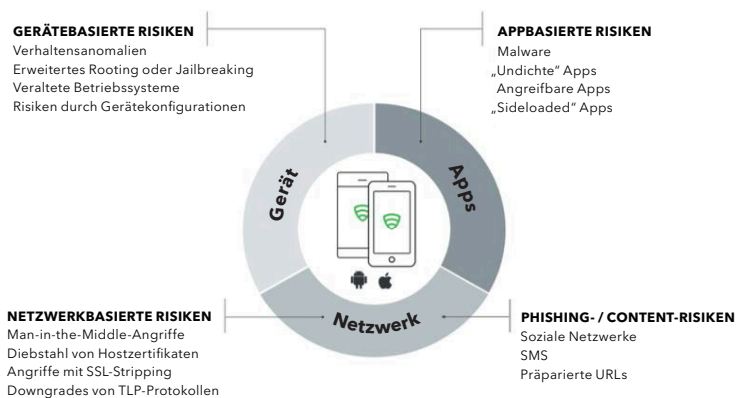 GERÄTEBASIERTE RISIKEN
Verhaltensanomalien
Erweitertes Rooting oder Jailbreaking
Veraltete Betriebssysteme
Risiken durch Gerätekonfigurationen
APPBASIERTE RISIKEN
Malware
„Undichte" Apps
Angreifbare Apps
„Sideloaded" Apps
Gerät
Apps
Netzwerk
NETZWERKBASIERTE RISIKEN
Man-in-the-Middle-Angriffe
Diebstahl von Hostzertifikaten
Angriffe mit SSL-Stripping
Downgrades von TLP-Protokollen
PHISHING- / CONTENT-RISIKEN
Soziale Netzwerke
SMS
Präparierte URLs